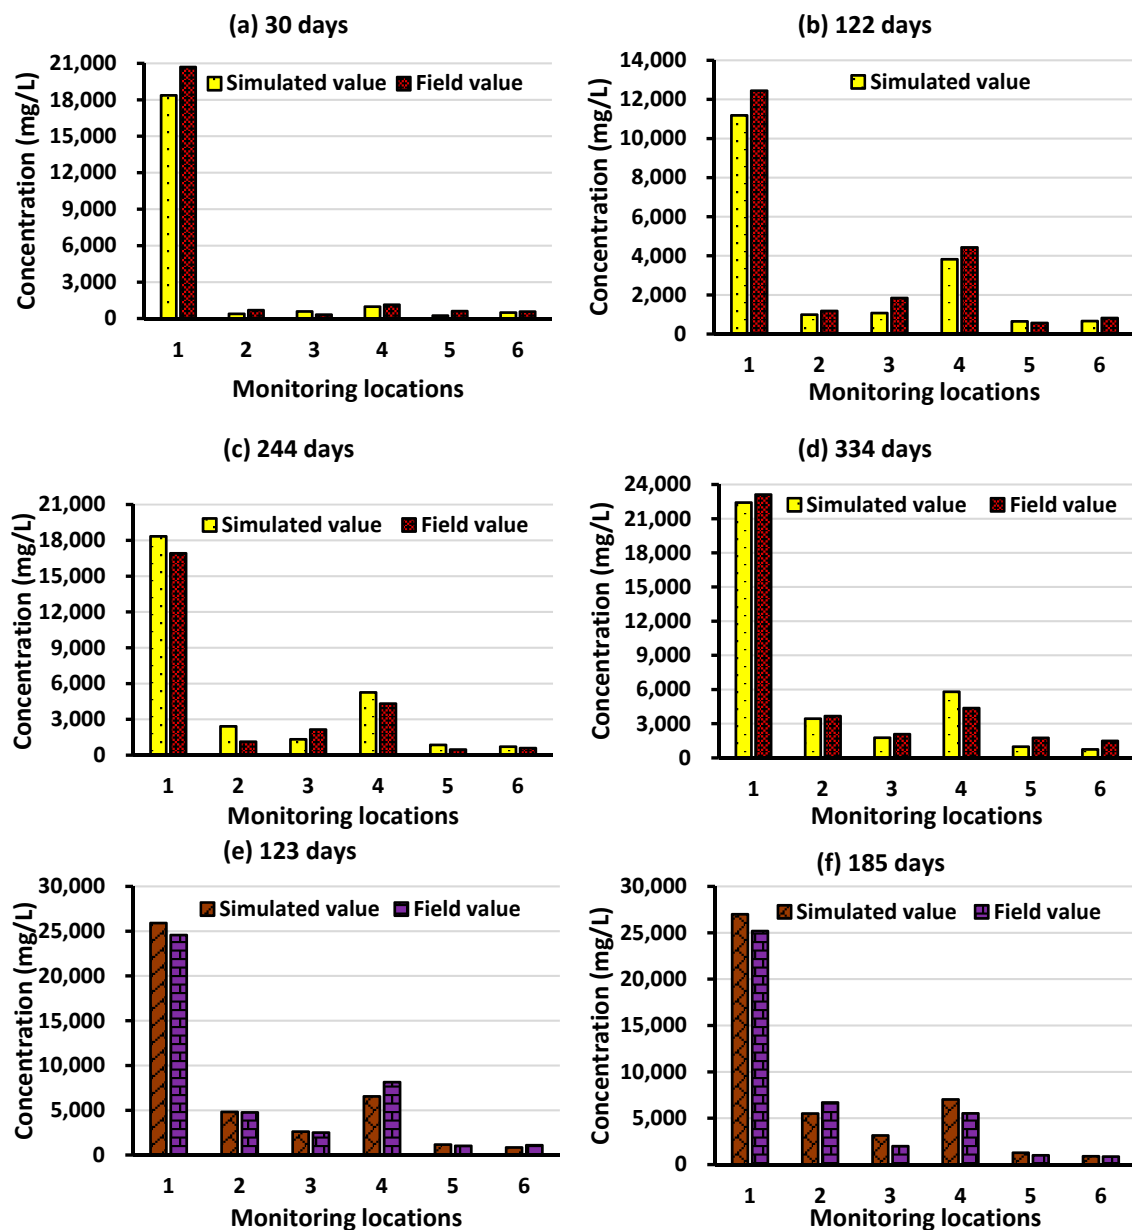 (a) 30 days
Concentration (mg/L)
21,000
18,000
15,000
12,000
9,000
6,000
3,000
0
Simulated value Field value
1 2 3 4 5 6
Monitoring locations
(b) 122 days
Concentration (mg/L)
14,000
12,000
10,000
8,000
6,000
4,000
2,000
0
Simulated value
1 2 3 4 5 6
Monitoring locations
(c) 244 days
Concentration (mg/L)
21,000
18,000
15,000
12,000
9,000
6,000
3,000
0
Simulated value Field value
1 2 3 4 5 6
Monitoring locations
(d) 334 days
Concentration (mg/L)
24,000
21,000
18,000
15,000
12,000
9,000
6,000
3,000
0
Simulated value Field value
1 2 3 4 5 6
Monitoring locations
(e) 123 days
Concentration (mg/L)
30,000
25,000
20,000
15,000
10,000
5,000
0
Simulated value Field value
1 2 3 4 5 6
Monitoring locations
(f) 185 days
Concentration (mg/L)
30,000
25,000
20,000
15,000
10,000
5,000
0
Simulated value Field value
1 2 3 4 5 6
Monitoring locations